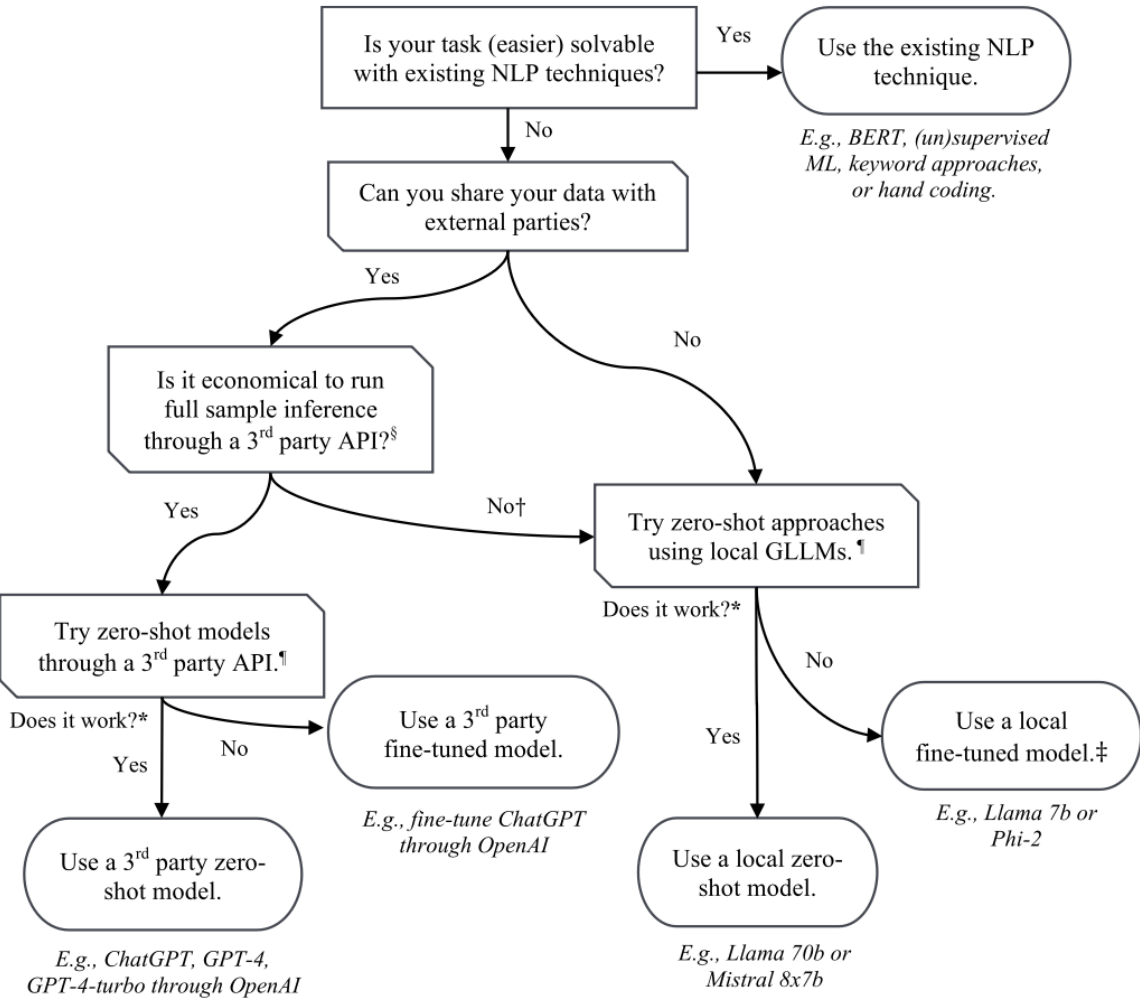 Is your task (easier) solvable
with existing NLP techniques?
Yes
Use the existing NLP
technique.
E.g., BERT, (un)supervised
ML, keyword approaches,
or hand coding.
No
Can you share your data with
external parties?
Yes
No
Is it economical to run
full sample inference
through a 3rd party API?§
Yes
No†
Try zero-shot approaches
using local GLLMs.¶
Does it work?*
No
Yes
Try zero-shot models
through a 3rd party API.¶
Does it work?*
No
Yes
Use a 3rd party
fine-tuned model.
E.g., fine-tune ChatGPT
through OpenAI
Use a local
fine-tuned model.‡
E.g., Llama 7b or
Phi-2
Use a 3rd party zero-
shot model.
E.g., ChatGPT, GPT-4,
GPT-4-turbo through OpenAI
Use a local zero-
shot model.
E.g., Llama 70b or
Mistral 8x7b